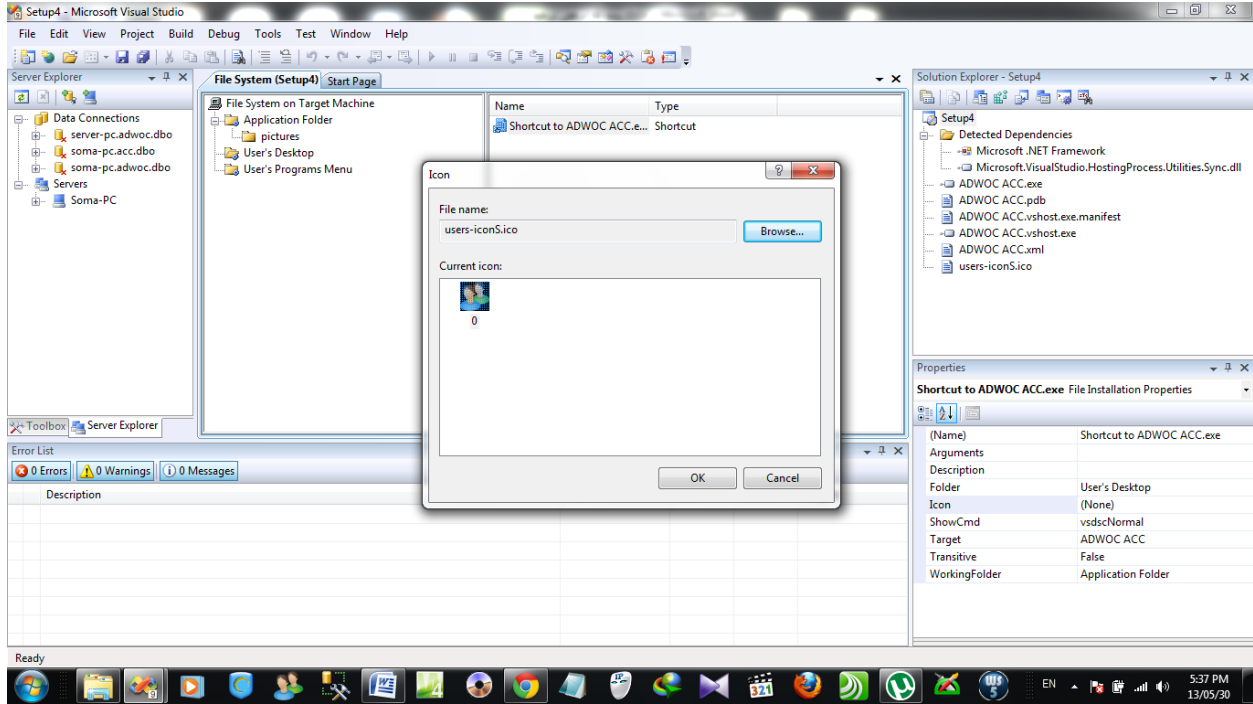 Setup4 - Microsoft Visual Studio
File Edit View Project Build Debug Tools Test Window Help
Server Explorer
Data Connections
server-pc.adwoc.dbo
soma-pc.acc.dbo
soma-pc.adwoc.dbo
Servers
Soma-PC
Toolbox Server Explorer
File System (Setup4) Start Page
File System on Target Machine
Application Folder
pictures
User's Desktop
User's Programs Menu
Name Type
Shortcut to ADWOC ACC.e... Shortcut
Icon
File name:
users-iconS.ico
Browse...
Current icon:
0
OK Cancel
Solution Explorer - Setup4
Setup4
Detected Dependencies
Microsoft .NET Framework
Microsoft.VisualStudio.HostingProcess.Utilities.Sync.dll
ADWOC ACC.exe
ADWOC ACC.pdb
ADWOC ACC.vshost.exe.manifest
ADWOC ACC.vshost.exe
ADWOC ACC.xml
users-iconS.ico
Properties
Shortcut to ADWOC ACC.exe File Installation Properties
(Name) Shortcut to ADWOC ACC.exe
Arguments
Description
Folder User's Desktop
Icon (None)
ShowCmd vsdscNormal
Target ADWOC ACC
Transitive False
WorkingFolder Application Folder
Error List
0 Errors 0 Warnings 0 Messages
Description
Ready
321
EN
5:37 PM
13/05/30